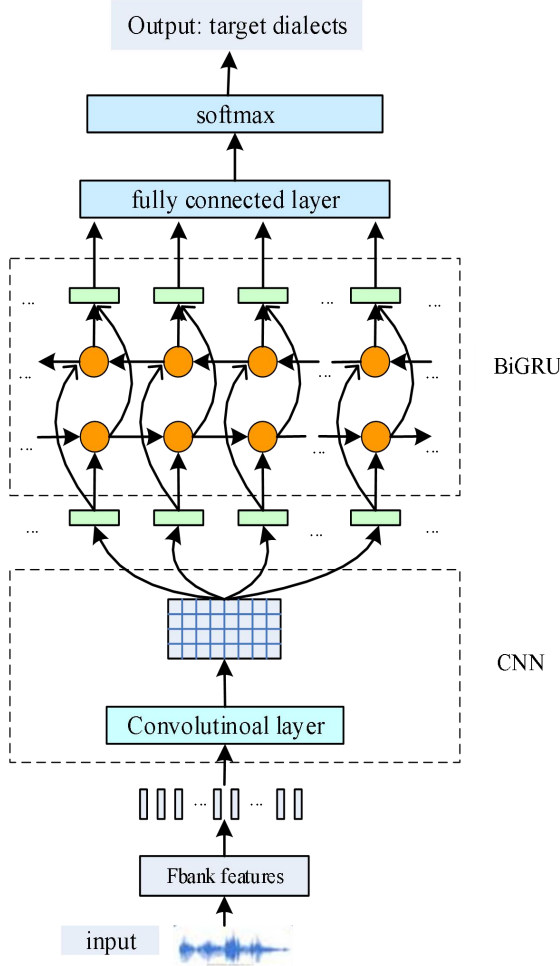 Output: target dialects
softmax
fully connected layer
...
...
...
BiGRU
...
...
...
...
...
...
...
...
...
CNN
Convolutinoal layer
... ...
Fbank features
input